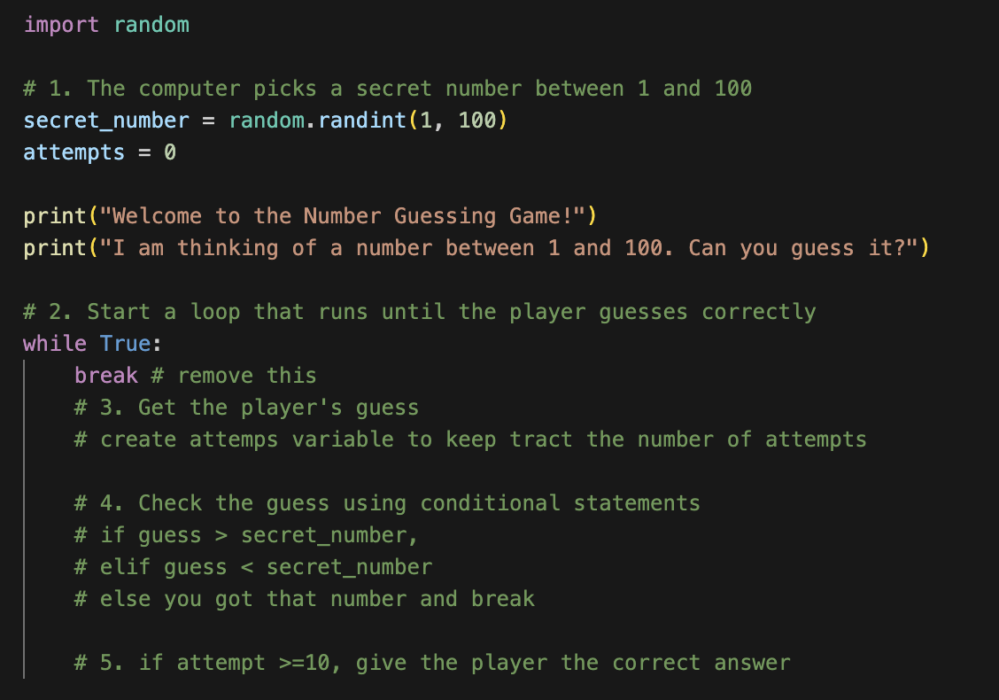 import random
# 1. The computer picks a secret number between 1 and 100
secret_number = random.randint(1, 100)
attempts = 0
print("Welcome to the Number Guessing Game!")
print("I am thinking of a number between 1 and 100. Can you guess it?")
# 2. Start a loop that runs until the player guesses correctly
while True:
    break # remove this
    # 3. Get the player's guess
    # create attemps variable to keep tract the number of attempts
    # 4. Check the guess using conditional statements
    # if guess > secret_number,
    # elif guess < secret_number
    # else you got that number and break
    # 5. if attempt >=10, give the player the correct answer